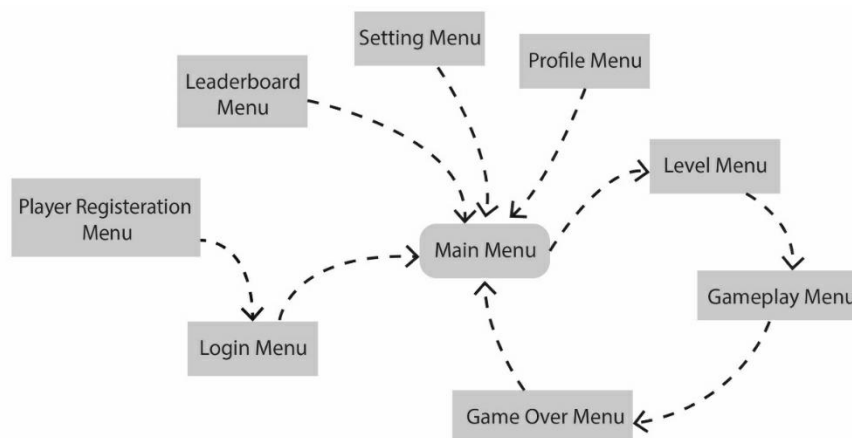 Setting Menu
Profile Menu
Leaderboard
Menu
Level Menu
Player Registeration
Menu
Main Menu
Gameplay Menu
Login Menu
Game Over Menu